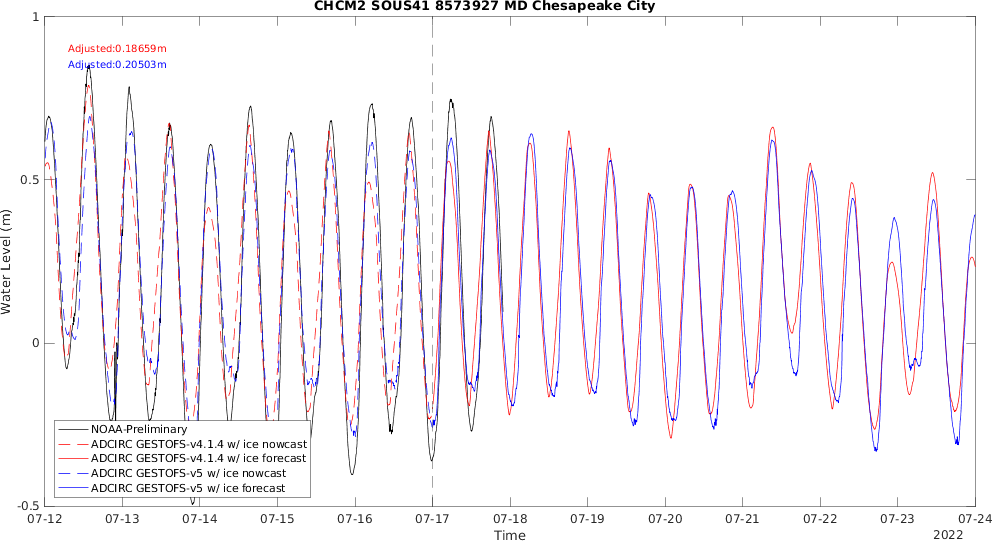 CHCM2 SOUS41 8573927 MD Chesapeake City
Adjusted:0.18659m
Adjusted:0.20503m
1
0.5
0
-0.5
Water Level (m)
NOAA-Preliminary
ADCIRC GESTOFS-v4.1.4 w/ ice nowcast
ADCIRC GESTOFS-v4.1.4 w/ ice forecast
ADCIRC GESTOFS-v5 w/ ice nowcast
ADCIRC GESTOFS-v5 w/ ice forecast
07-12 07-13 07-14 07-15 07-16 07-17 07-18 07-19 07-20 07-21 07-22 07-23 07-24
Time
2022